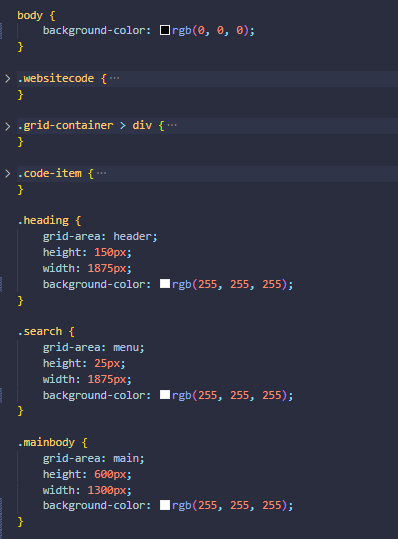 body {
    background-color: rgb(0, 0, 0);
}
.websitecode { ···
}
.grid-container > div { ···
}
.code-item { ···
}
.heading {
    grid-area: header;
    height: 150px;
    width: 1875px;
    background-color: rgb(255, 255, 255);
}
.search {
    grid-area: menu;
    height: 25px;
    width: 1875px;
    background-color: rgb(255, 255, 255);
}
.mainbody {
    grid-area: main;
    height: 600px;
    width: 1300px;
    background-color: rgb(255, 255, 255);
}